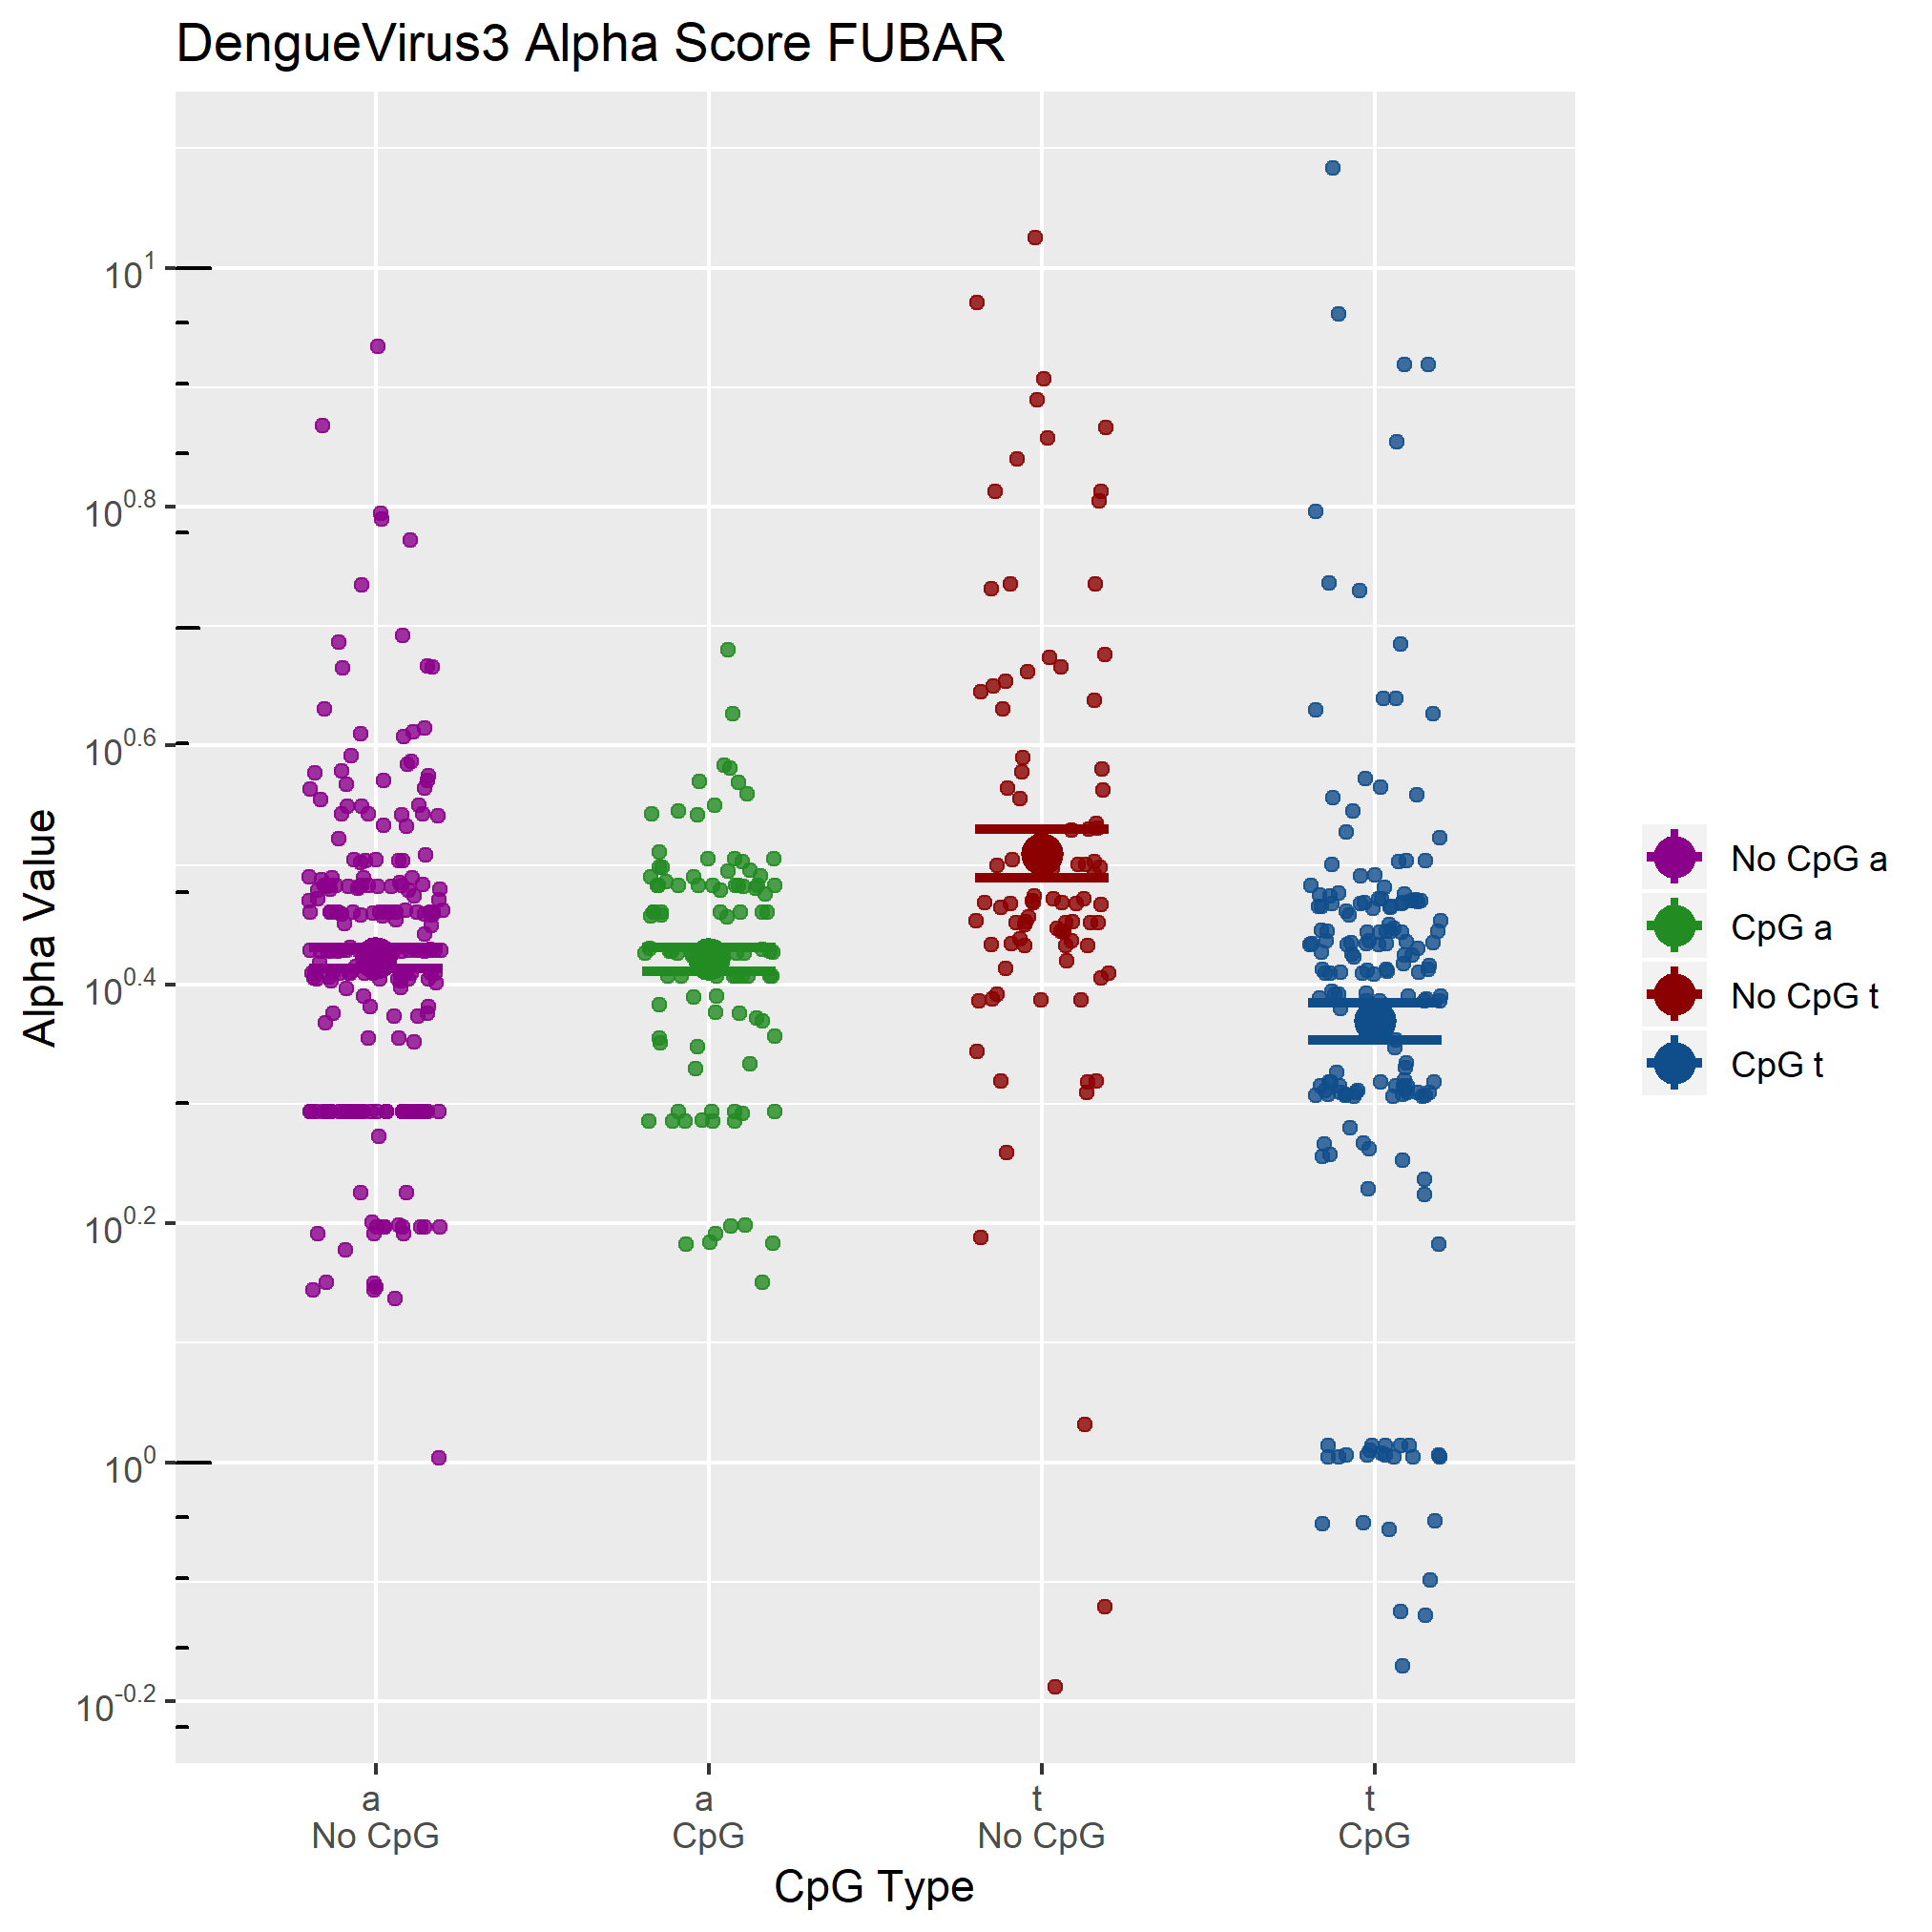 DengueVirus3 Alpha Score FUBAR
Alpha Value
10^1
10^0.8
10^0.6
10^0.4
10^0.2
10^0
10^-0.2
a
No CpG
a
CpG
t
No CpG
t
CpG
CpG Type
No CpG a
CpG a
No CpG t
CpG t